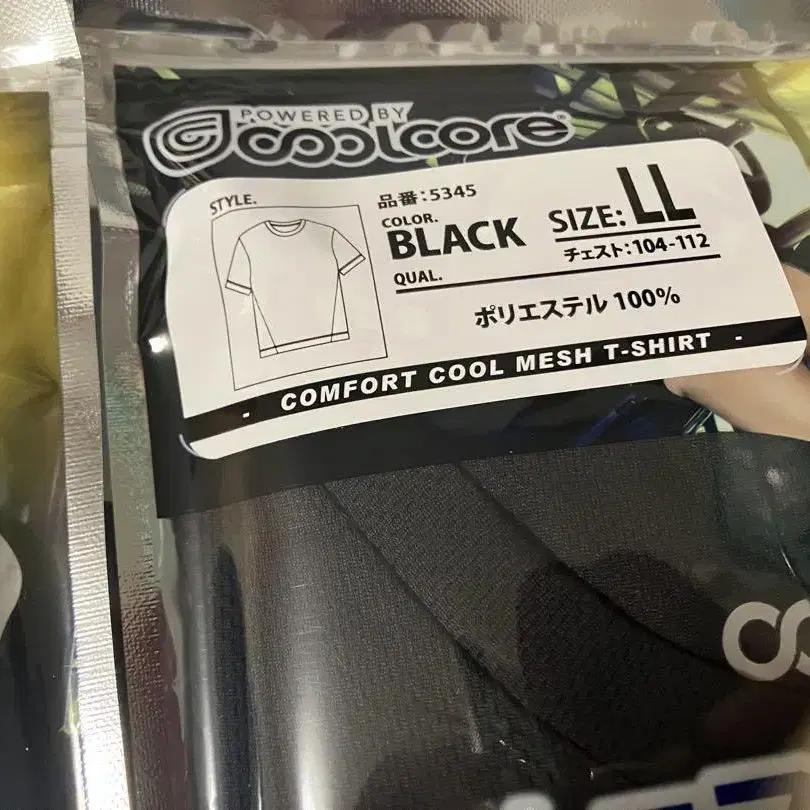 POWERED BY
coolcore®
STYLE.
品番:5345
COLOR.
BLACK
SIZE: LL
チェスト:104-112
QUAL.
ポリエステル 100%
- COMFORT COOL MESH T-SHIRT -